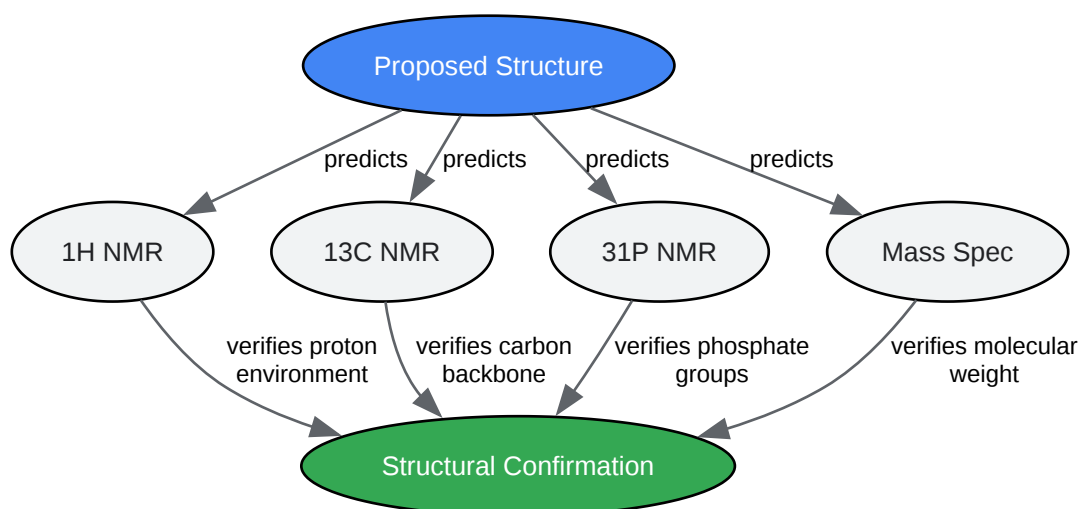 Proposed Structure
predicts
predicts
predicts
predicts
1H NMR
13C NMR
31P NMR
Mass Spec
verifies proton
environment
verifies carbon
backbone
verifies phosphate
groups
verifies molecular
weight
Structural Confirmation